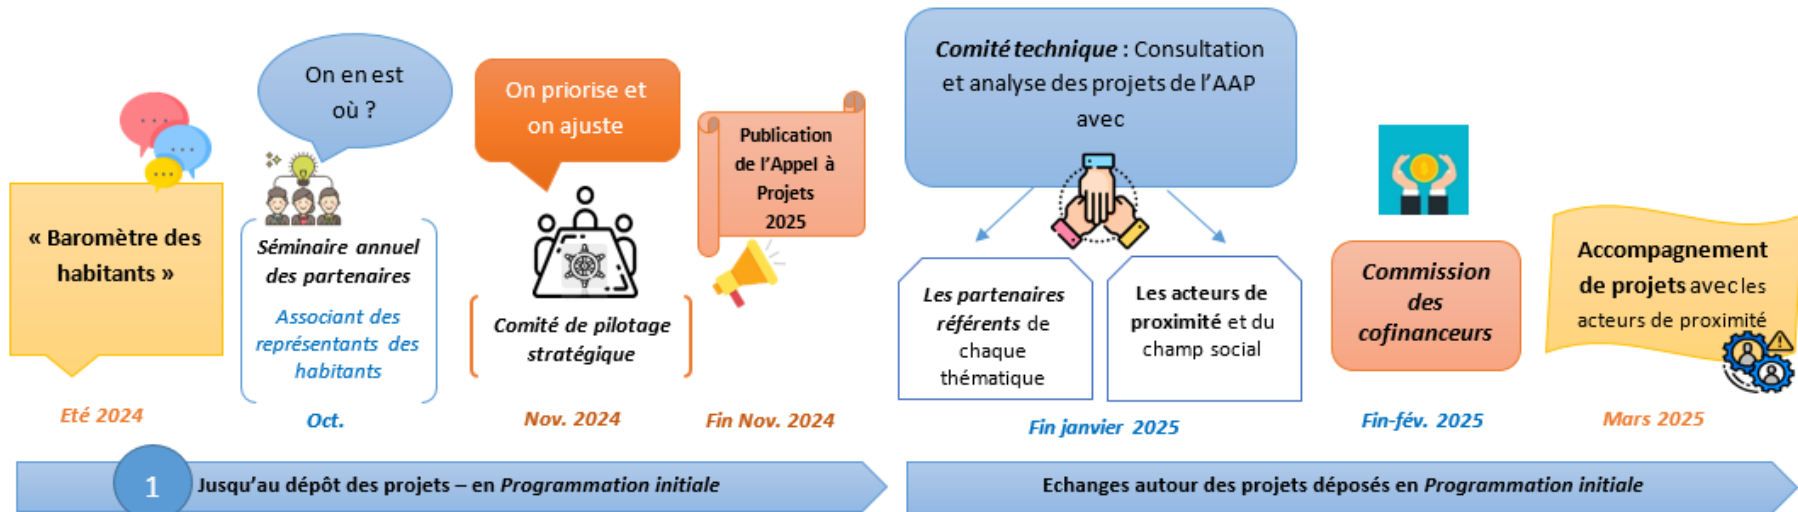 « Baromètre des
habitants »
Eté 2024
On en est
où ?
Séminaire annuel
des partenaires
Associant des
représentants des
habitants
Oct.
On priorise et
on ajuste
Comité de pilotage
stratégique
Nov. 2024
Publication
de l'Appel à
Projets
2025
Fin Nov. 2024
Comité technique : Consultation
et analyse des projets de l'AAP
avec
Les partenaires
référents de
chaque
thématique
Les acteurs de
proximité et du
champ social
Fin janvier 2025
Commission
des
cofinanceurs
Fin-fév. 2025
Accompagnement
de projets avec les
acteurs de proximité
Mars 2025
1
Jusqu'au dépôt des projets – en Programmation initiale
Echanges autour des projets déposés en Programmation initiale